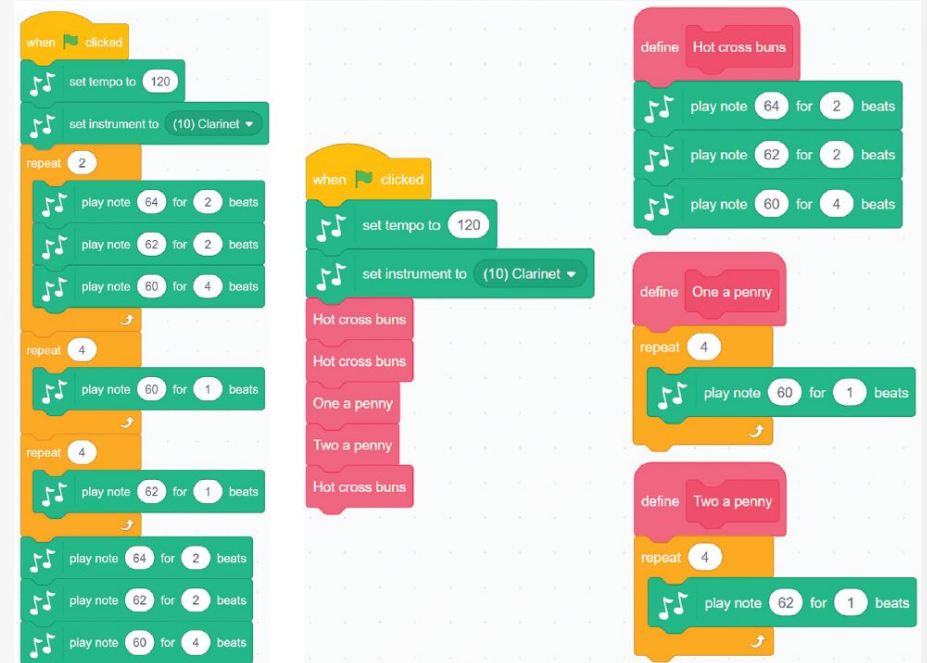 when clicked
set tempo to 120
set instrument to (10) Clarinet
repeat 2
play note 64 for 2 beats
play note 62 for 2 beats
play note 60 for 4 beats
repeat 4
play note 60 for 1 beats
repeat 4
play note 62 for 1 beats
play note 64 for 2 beats
play note 62 for 2 beats
play note 60 for 4 beats
when clicked
set tempo to 120
set instrument to (10) Clarinet
Hot cross buns
Hot cross buns
One a penny
Two a penny
Hot cross buns
define Hot cross buns
play note 64 for 2 beats
play note 62 for 2 beats
play note 60 for 4 beats
define One a penny
repeat 4
play note 60 for 1 beats
define Two a penny
repeat 4
play note 62 for 1 beats